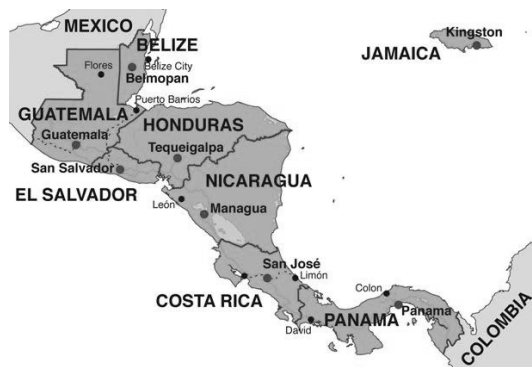 MEXICO
Kingston
BELIZE
JAMAICA
Flores
Belize City
Belmopan
Puerto Barrios
GUATEMALA
HONDURAS
Guatemala
Tequeigalpa
San Salvador
NICARAGUA
EL SALVADOR
León
Managua
San José
Limón
COSTA RICA
Colon
Panama
PANAMA
David
COLOMBIA